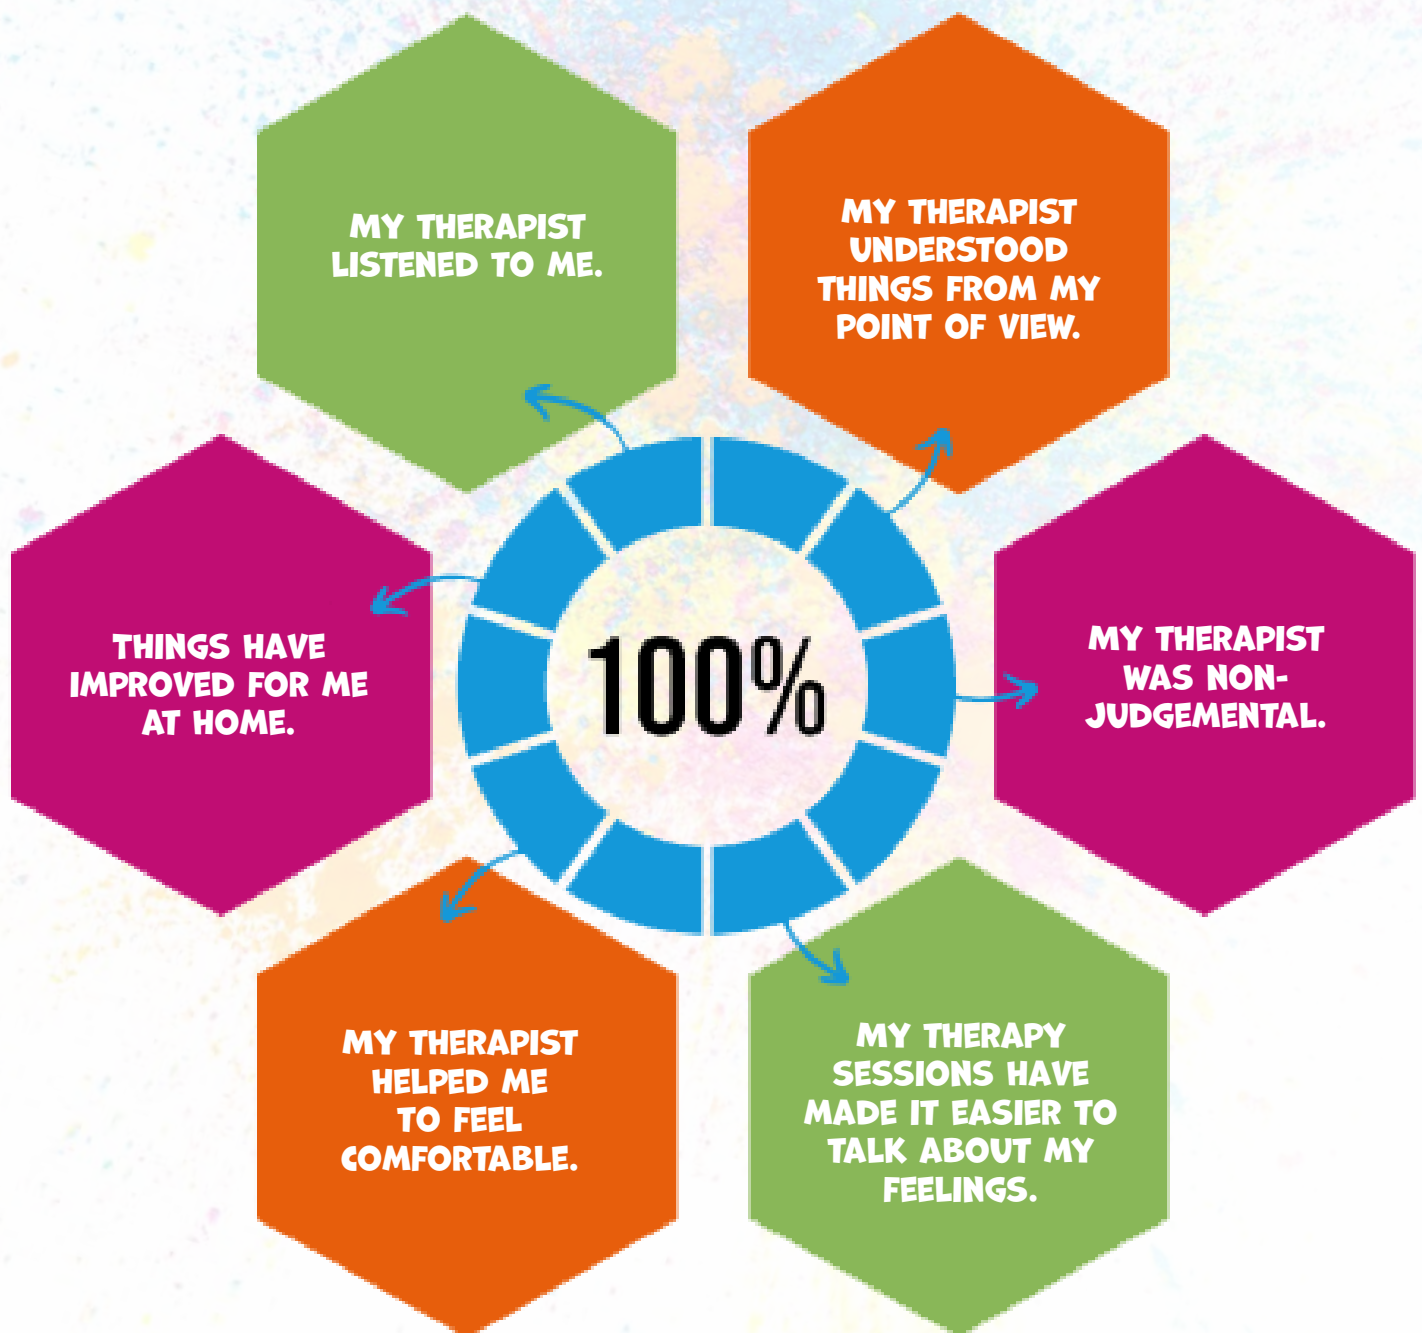 MY THERAPIST
LISTENED TO ME.
MY THERAPIST
UNDERSTOOD
THINGS FROM MY
POINT OF VIEW.
THINGS HAVE
IMPROVED FOR ME
AT HOME.
100%
MY THERAPIST
WAS NON-
JUDGEMENTAL.
MY THERAPIST
HELPED ME
TO FEEL
COMFORTABLE.
MY THERAPY
SESSIONS HAVE
MADE IT EASIER TO
TALK ABOUT MY
FEELINGS.